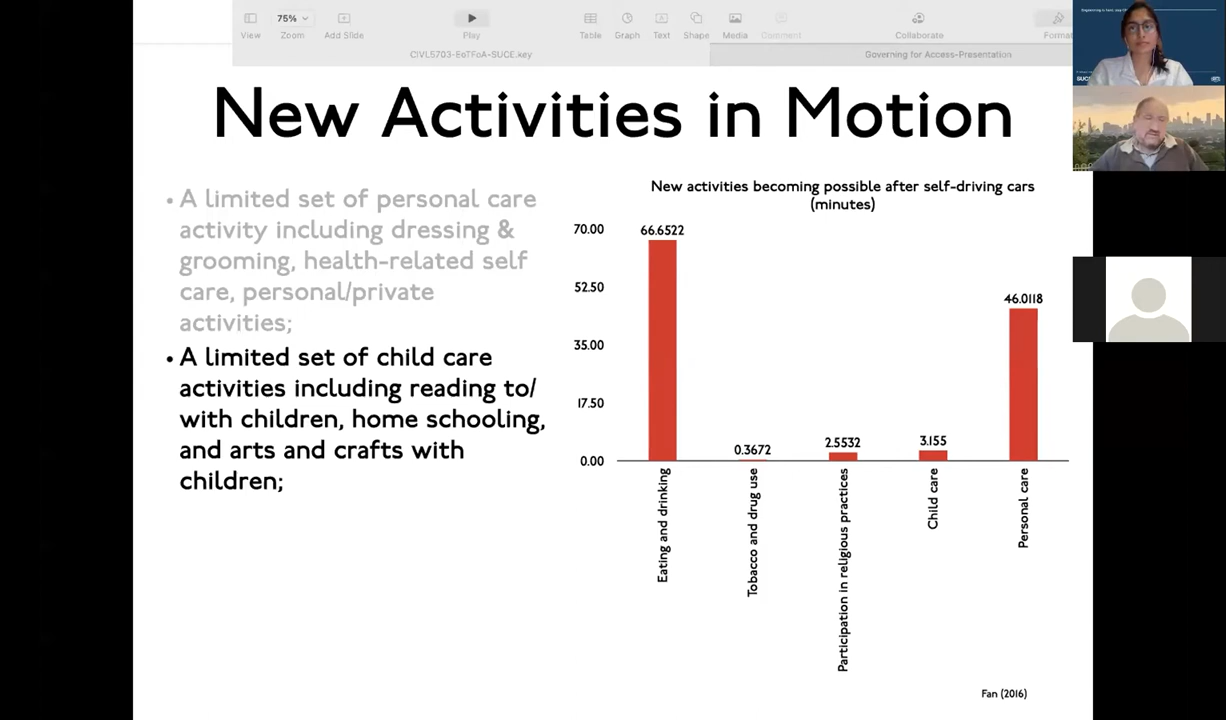 75%
View
Zoom
Add Slide
Play
Table
Graph
Text
Shape
Media
Comment
Collaborate
Format
CIVL5703-EoTFoA-SUCE.key
Governing for Access-Presentation
New Activities in Motion
• A limited set of personal care
activity including dressing &
grooming, health-related self
care, personal/private
activities;
• A limited set of child care
activities including reading to/
with children, home schooling,
and arts and crafts with
children;
New activities becoming possible after self-driving cars
(minutes)
70.00
52.50
35.00
17.50
0.00
66.6522
0.3672
2.5532
3.155
46.0118
Eating and drinking
Tobacco and drug use
Participation in religious practices
Child care
Personal care
Fan (2016)